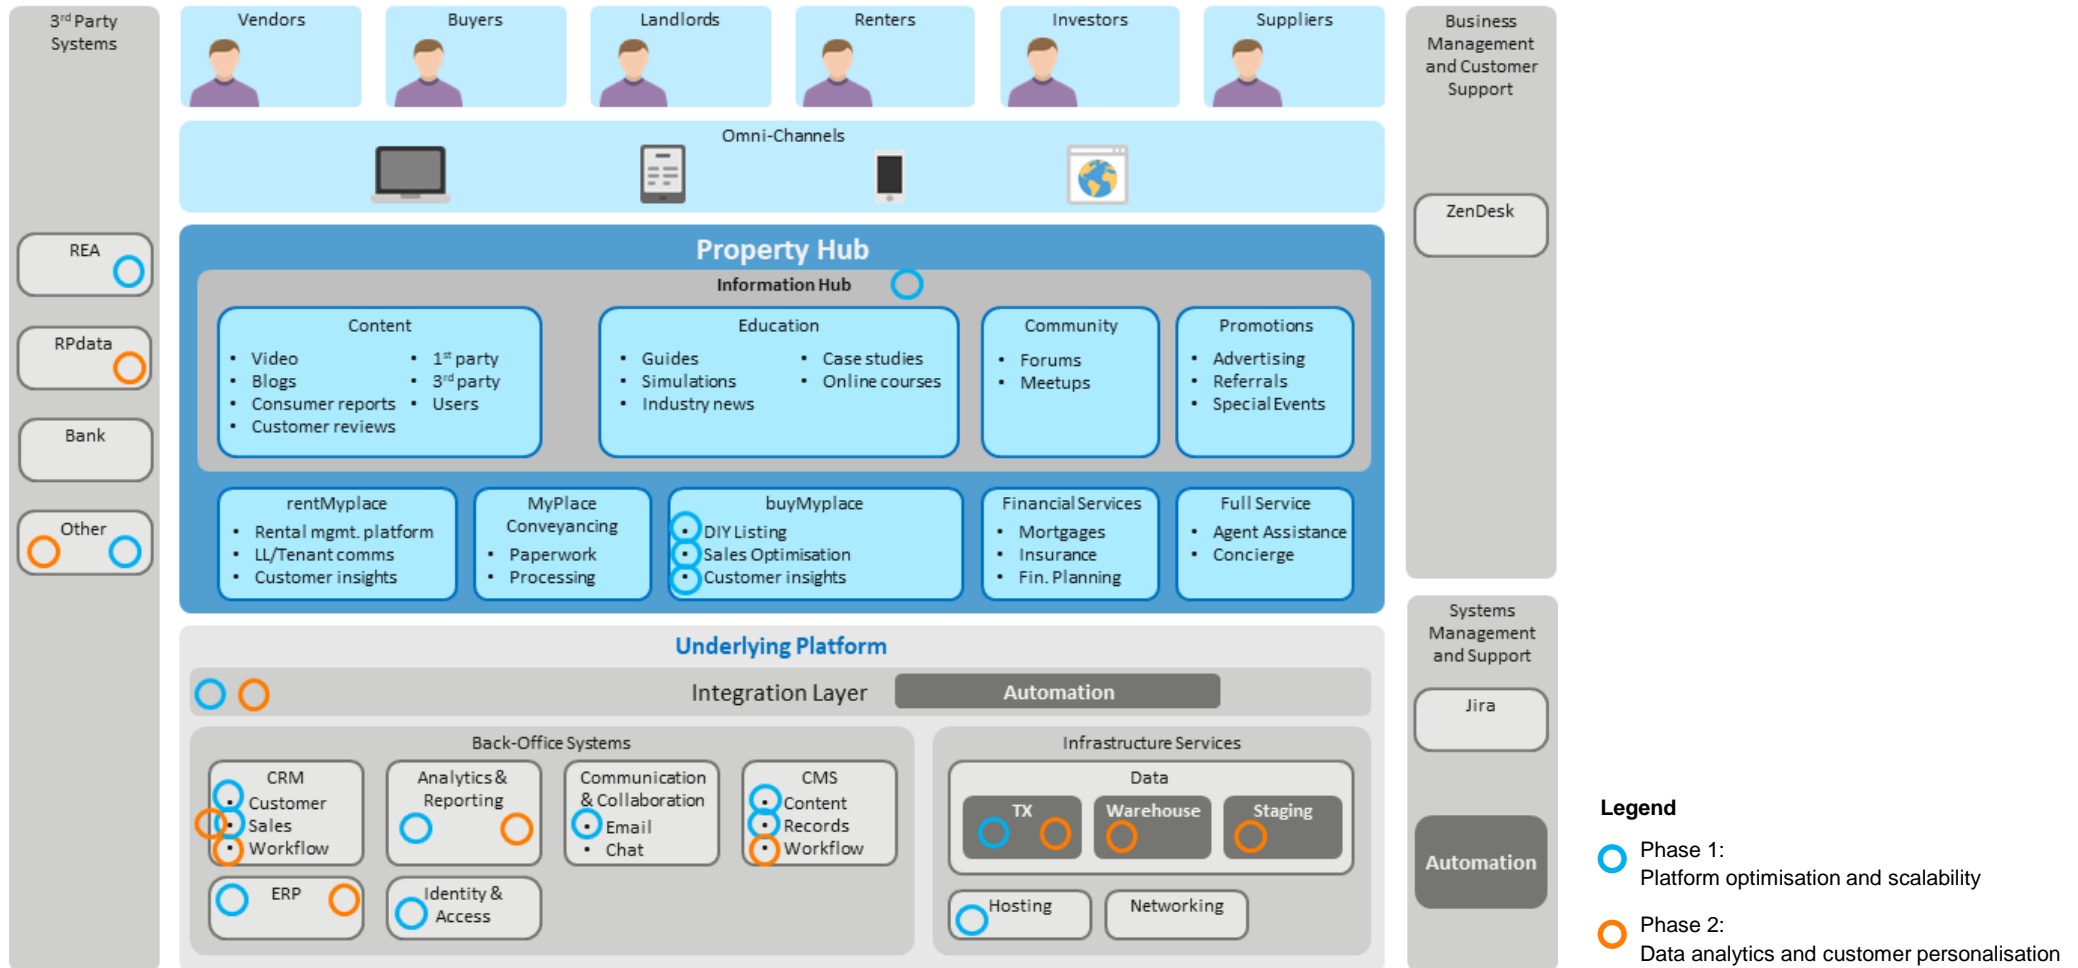 3rd Party
Systems
REA
RPdata
Bank
Other
Vendors
Buyers
Landlords
Renters
Investors
Suppliers
Omni-Channels
Property Hub
Information Hub
Content
• Video
• Blogs
• Consumer reports
• Customer reviews
• 1st party
• 3rd party
• Users
Education
• Guides
• Simulations
• Industry news
• Case studies
• Online courses
Community
• Forums
• Meetups
Promotions
• Advertising
• Referrals
• Special Events
rentMyplace
• Rental mgmt. platform
• LL/Tenant comms
• Customer insights
MyPlace
Conveyancing
• Paperwork
• Processing
buyMyplace
• DIY Listing
• Sales Optimisation
• Customer insights
Financial Services
• Mortgages
• Insurance
• Fin. Planning
Full Service
• Agent Assistance
• Concierge
Underlying Platform
Integration Layer
Automation
Back-Office Systems
CRM
• Customer
• Sales
• Workflow
Analytics &
Reporting
Communication
& Collaboration
• Email
• Chat
CMS
• Content
• Records
• Workflow
ERP
Identity &
Access
Infrastructure Services
Data
TX
Warehouse
Staging
Hosting
Networking
Business
Management
and Customer
Support
ZenDesk
Systems
Management
and Support
Jira
Automation
Legend
Phase 1:
Platform optimisation and scalability
Phase 2:
Data analytics and customer personalisation